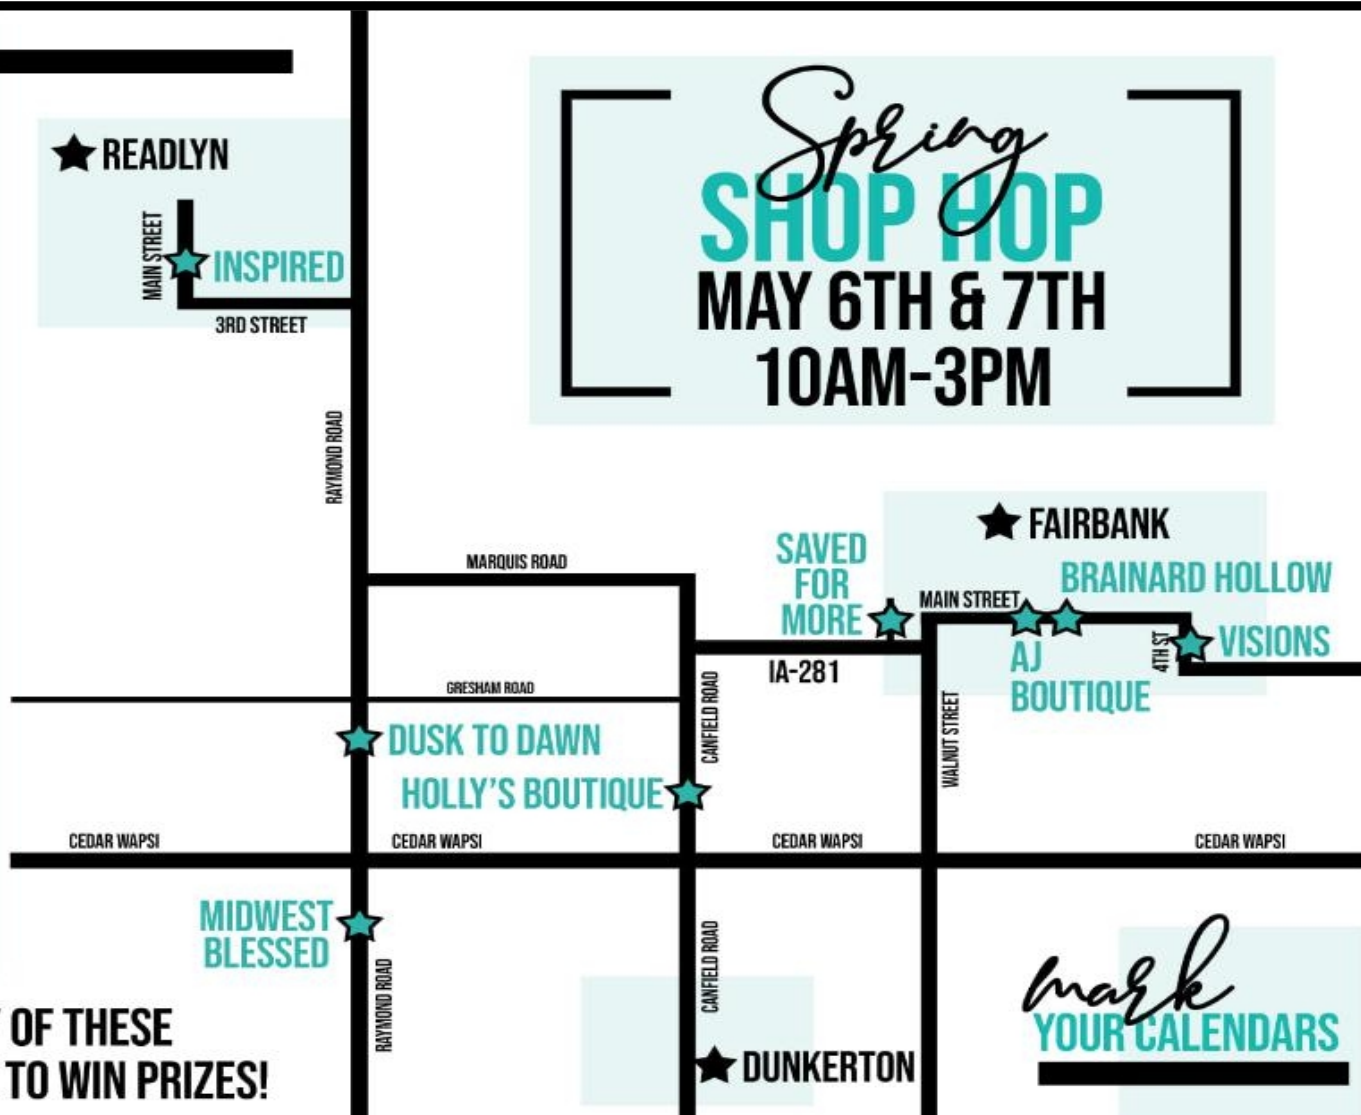 Spring
SHOP HOP
MAY 6TH & 7TH
10AM-3PM
READLYN
MAIN STREET
INSPIRED
3RD STREET
RAYMOND ROAD
MARQUIS ROAD
SAVED
FOR
MORE
FAIRBANK
BRAINARD HOLLOW
MAIN STREET
AJ
BOUTIQUE
4TH ST
VISIONS
IA-281
GRESHAM ROAD
CANFIELD ROAD
WALNUT STREET
DUSK TO DAWN
HOLLY'S BOUTIQUE
CEDAR WAPSI
CEDAR WAPSI
CEDAR WAPSI
CEDAR WAPSI
MIDWEST
BLESSED
RAYMOND ROAD
CANFIELD ROAD
DUNKERTON
mark
YOUR CALENDARS
OF THESE
TO WIN PRIZES!